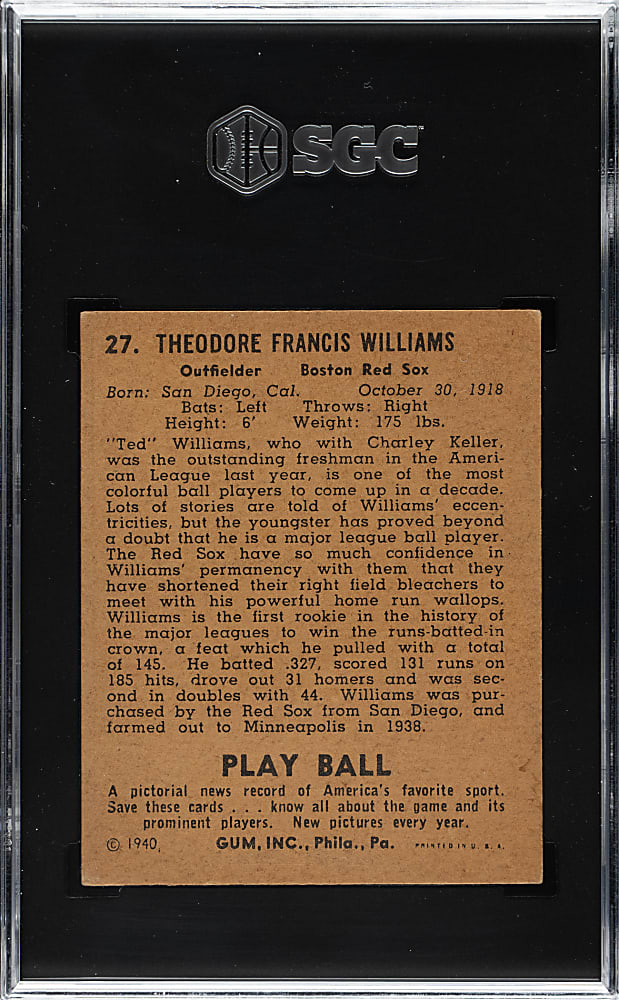 SGC
27. THEODORE FRANCIS WILLIAMS
Outfielder Boston Red Sox
Born: San Diego, Cal. October 30, 1918
Bats: Left Throws: Right
Height: 6' Weight: 175 lbs.
"Ted" Williams, who with Charley Keller,
was the outstanding freshman in the Ameri-
can League last year, is one of the most
colorful ball players to come up in a decade.
Lots of stories are told of Williams' eccen-
tricities, but the youngster has proved beyond
a doubt that he is a major league ball player.
The Red Sox have so much confidence in
Williams' permanency with them that they
have shortened their right field bleachers to
meet with his powerful home run wallops.
Williams is the first rookie in the history of
the major leagues to win the runs-batted-in
crown, a feat which he pulled with a total
of 145. He batted .327, scored 131 runs on
185 hits, drove out 31 homers and was sec-
ond in doubles with 44. Williams was pur-
chased by the Red Sox from San Diego, and
farmed out to Minneapolis in 1938.
PLAY BALL
A pictorial news record of America's favorite sport.
Save these cards . . . know all about the game and its
prominent players. New pictures every year.
© 1940, GUM, INC., Phila., Pa. PRINTED IN U. S. A.